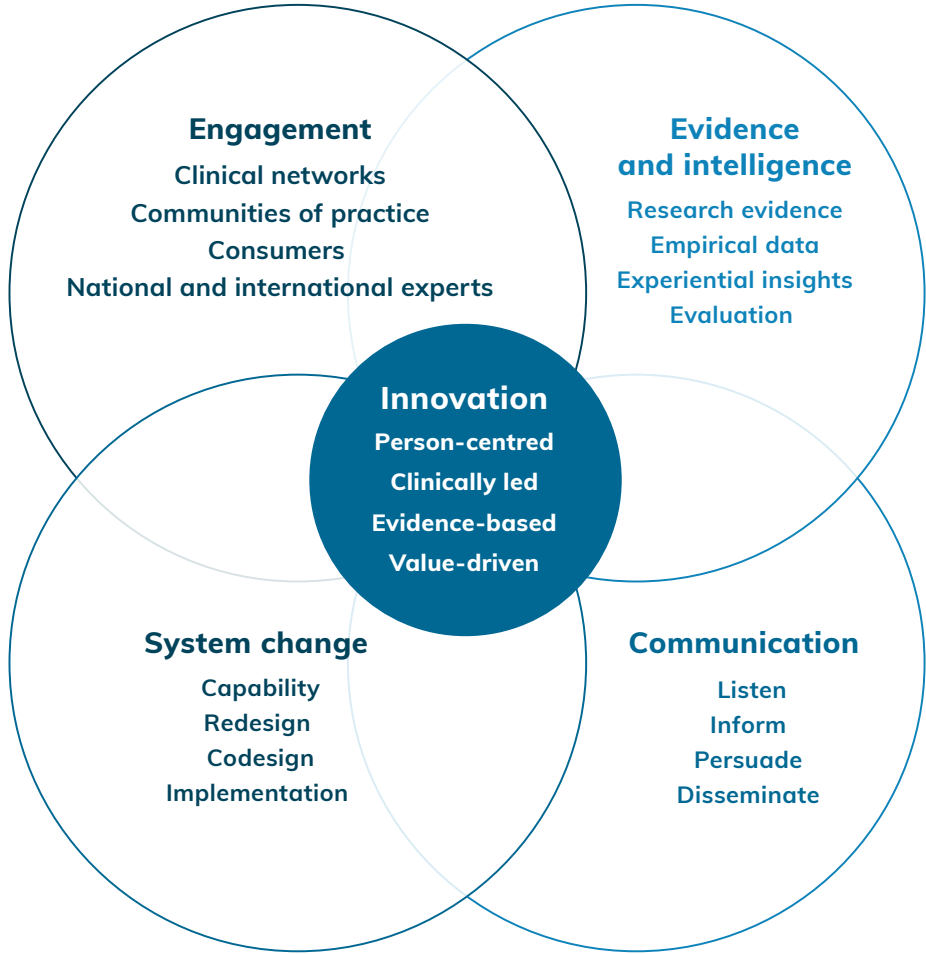 Engagement
Clinical networks
Communities of practice
Consumers
National and international experts
Evidence
and intelligence
Research evidence
Empirical data
Experiential insights
Evaluation
Innovation
Person-centred
Clinically led
Evidence-based
Value-driven
System change
Capability
Redesign
Codesign
Implementation
Communication
Listen
Inform
Persuade
Disseminate